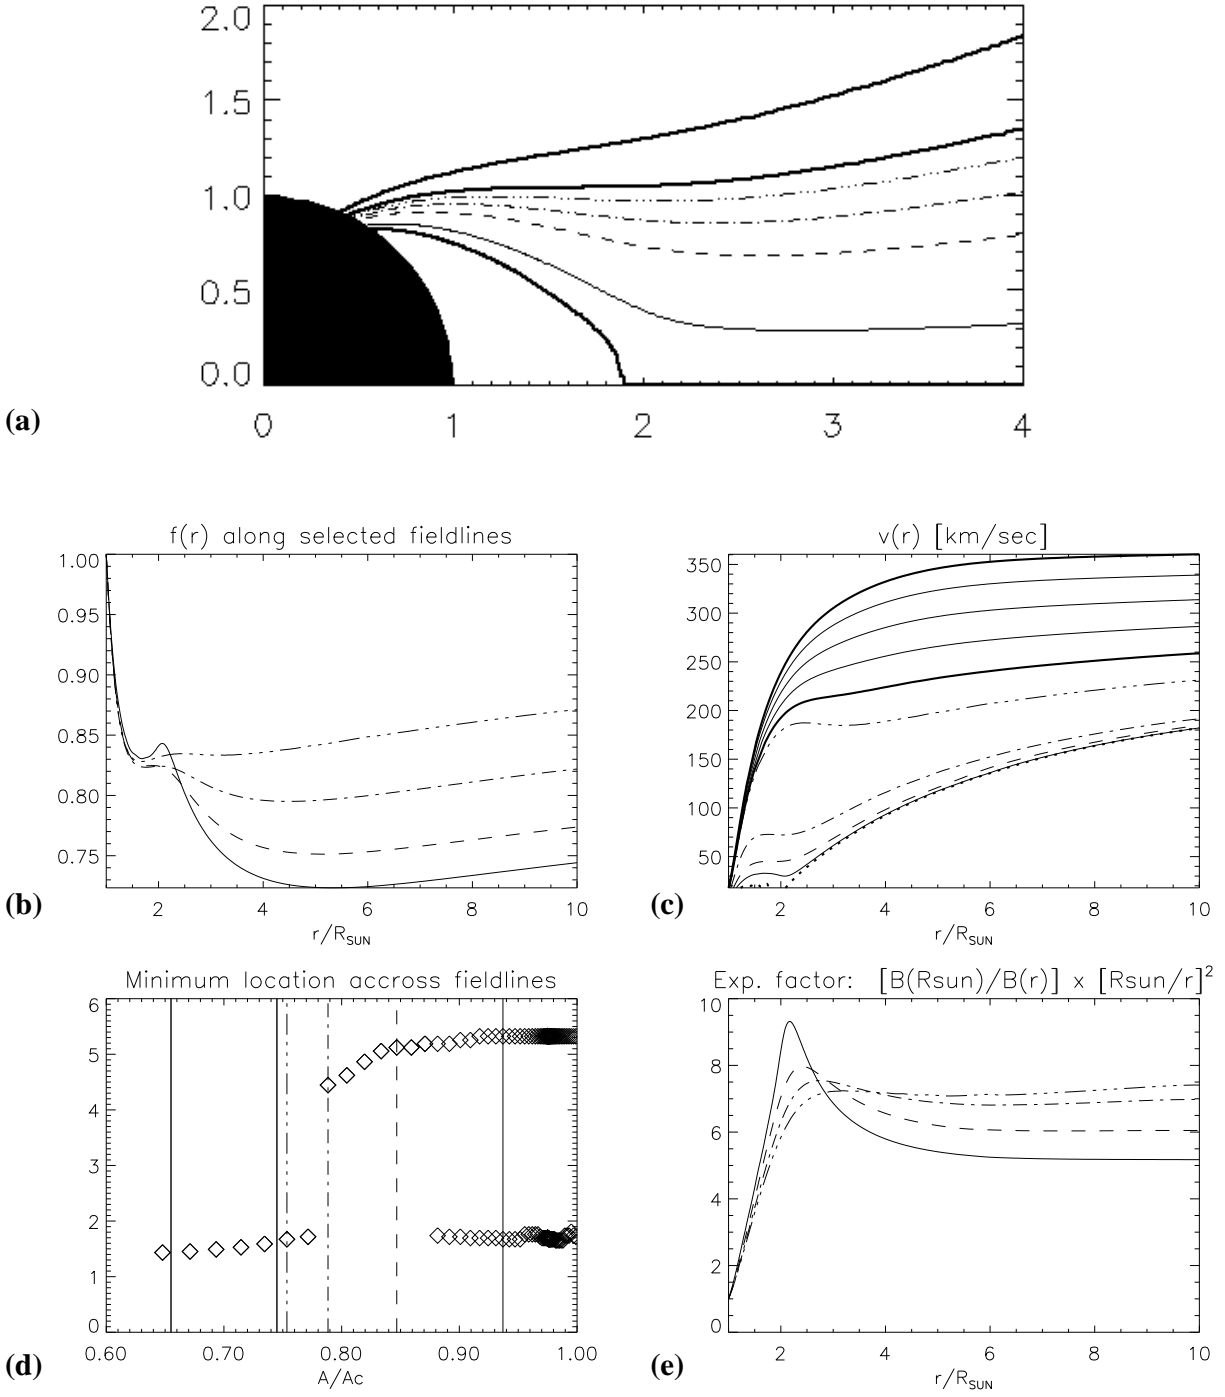 2.0
1.5
1.0
0.5
0.0
0 1 2 3 4
(a)
f(r) along selected fieldlines
1.00
0.95
0.90
0.85
0.80
0.75
2 4 6 8 10
r/R_SUN
(b)
v(r) [km/sec]
350
300
250
200
150
100
50
2 4 6 8 10
r/R_SUN
(c)
Minimum location accross fieldlines
6
5
4
3
2
1
0
0.60 0.70 0.80 0.90 1.00
A/Ac
(d)
Exp. factor: [B(Rsun)/B(r)] x [Rsun/r]²
10
8
6
4
2
0
2 4 6 8 10
r/R_SUN
(e)